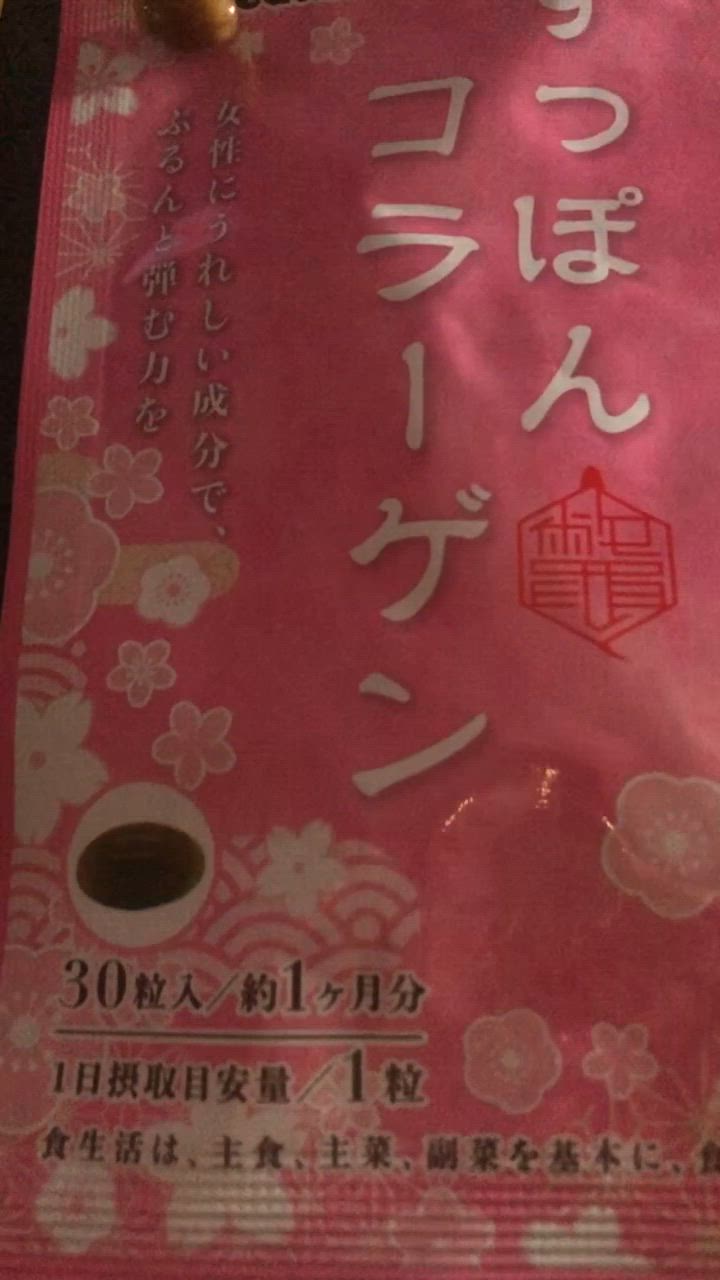 すっぽん
コラーゲン
女性にうれしい成分で、
ぷるんと弾む力を
30粒入／約1ヶ月分
1日摂取目安量／1粒
食生活は、主食、主菜、副菜を基本に、食